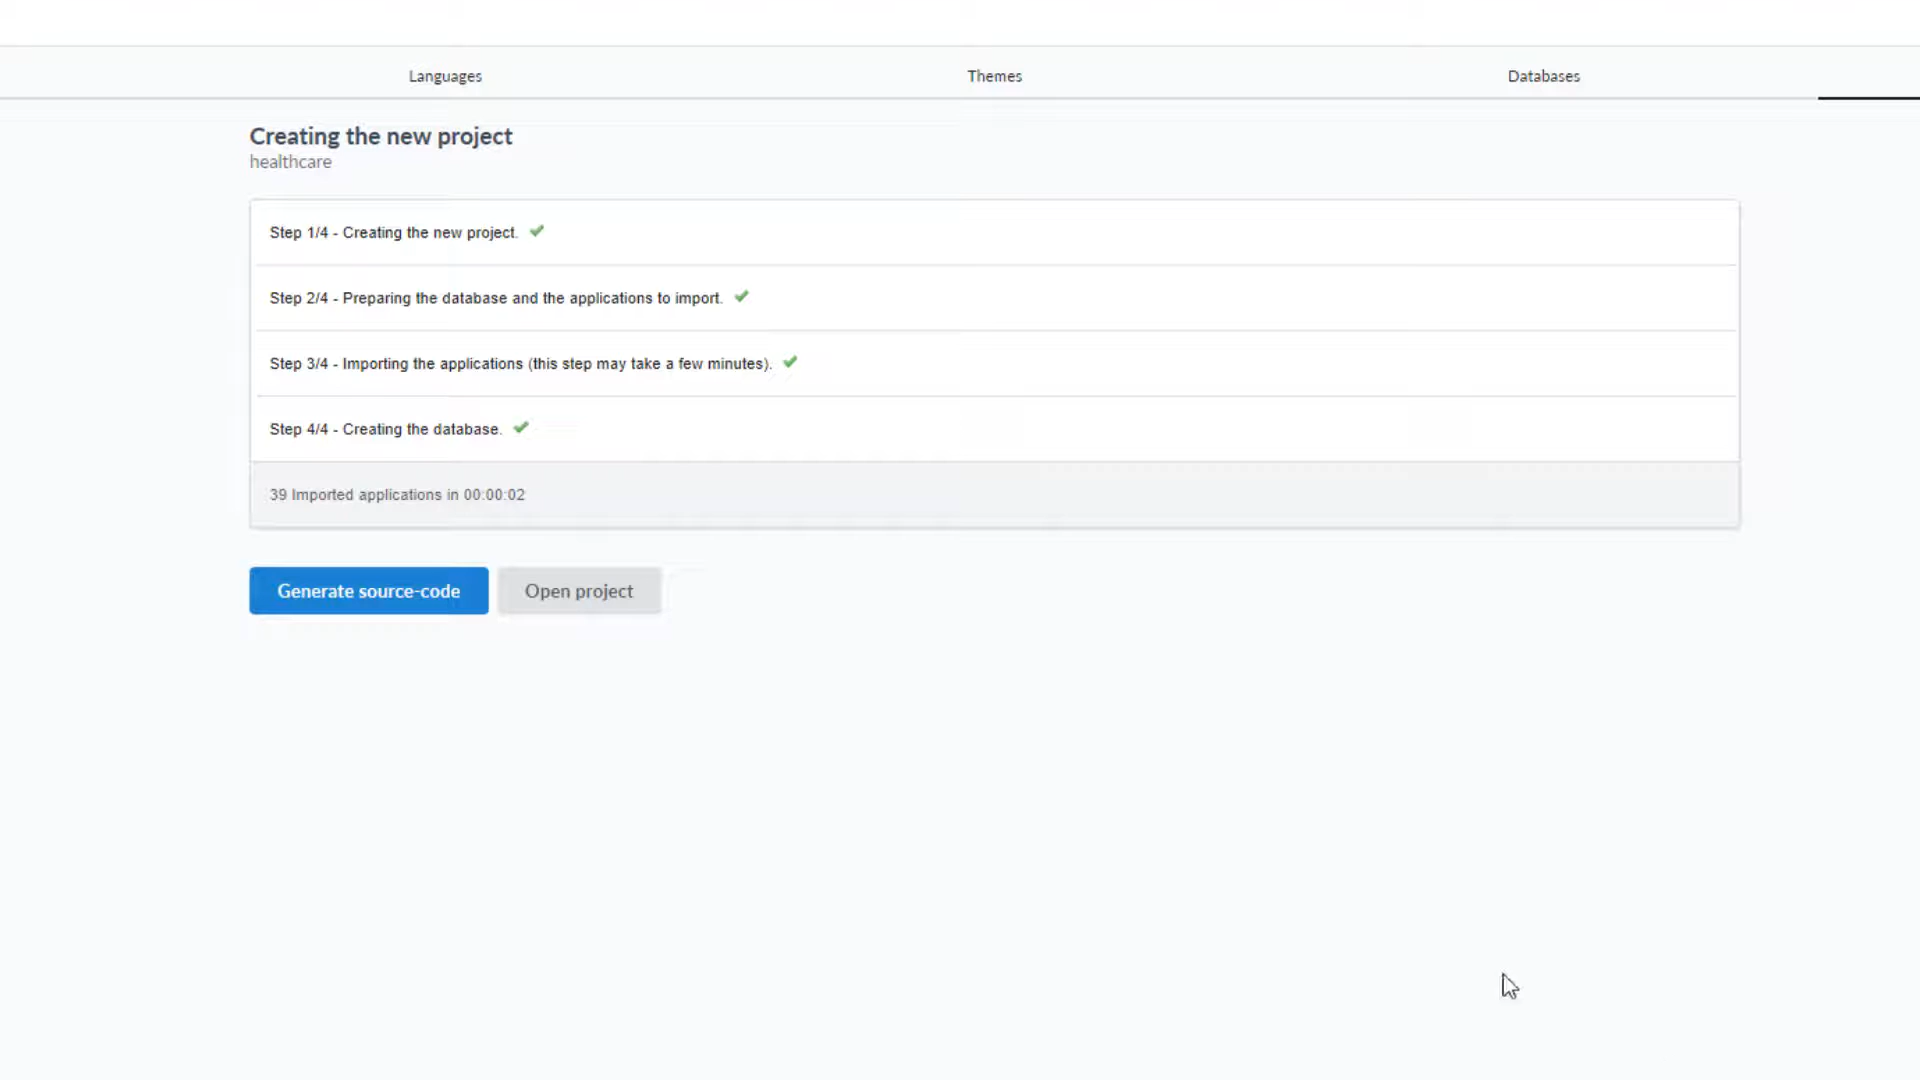 Languages
Themes
Databases
Creating the new project
healthcare
Step 1/4 - Creating the new project.
Step 2/4 - Preparing the database and the applications to import.
Step 3/4 - Importing the applications (this step may take a few minutes).
Step 4/4 - Creating the database.
39 Imported applications in 00:00:02
Generate source-code
Open project